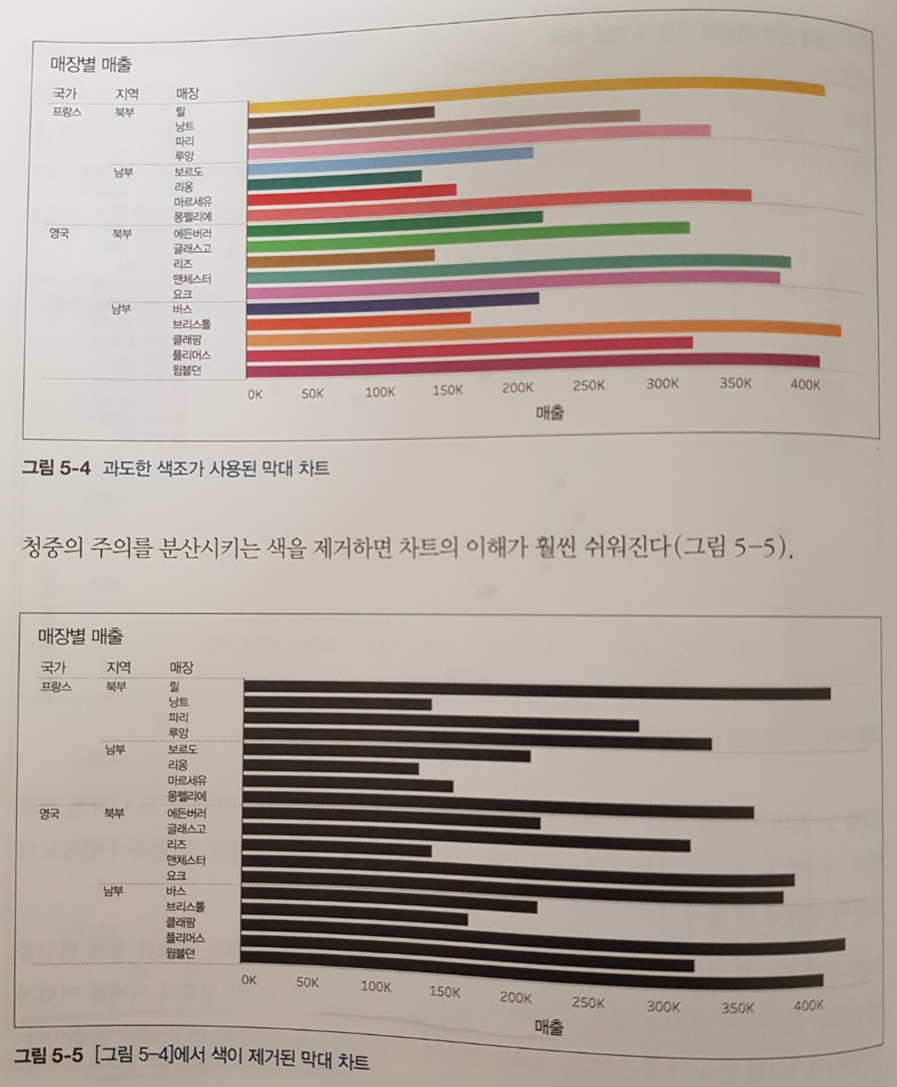 매장별 매출
국가 지역 매장
프랑스 북부 릴
낭트
파리
루앙
남부 보르도
리옹
마르세유
몽펠리에
영국 북부 에든버러
글래스고
리즈
맨체스터
요크
남부 바스
브리스톨
클래팜
플리머스
윔블던
0K 50K 100K 150K 200K 250K 300K 350K 400K
매출
그림 5-4 과도한 색조가 사용된 막대 차트
청중의 주의를 분산시키는 색을 제거하면 차트의 이해가 훨씬 쉬워진다(그림 5-5).
매장별 매출
국가 지역 매장
프랑스 북부 릴
낭트
파리
루앙
남부 보르도
리옹
마르세유
몽펠리에
영국 북부 에든버러
글래스고
리즈
맨체스터
요크
남부 바스
브리스톨
클래팜
플리머스
윔블던
0K 50K 100K 150K 200K 250K 300K 350K 400K
매출
그림 5-5 [그림 5-4]에서 색이 제거된 막대 차트